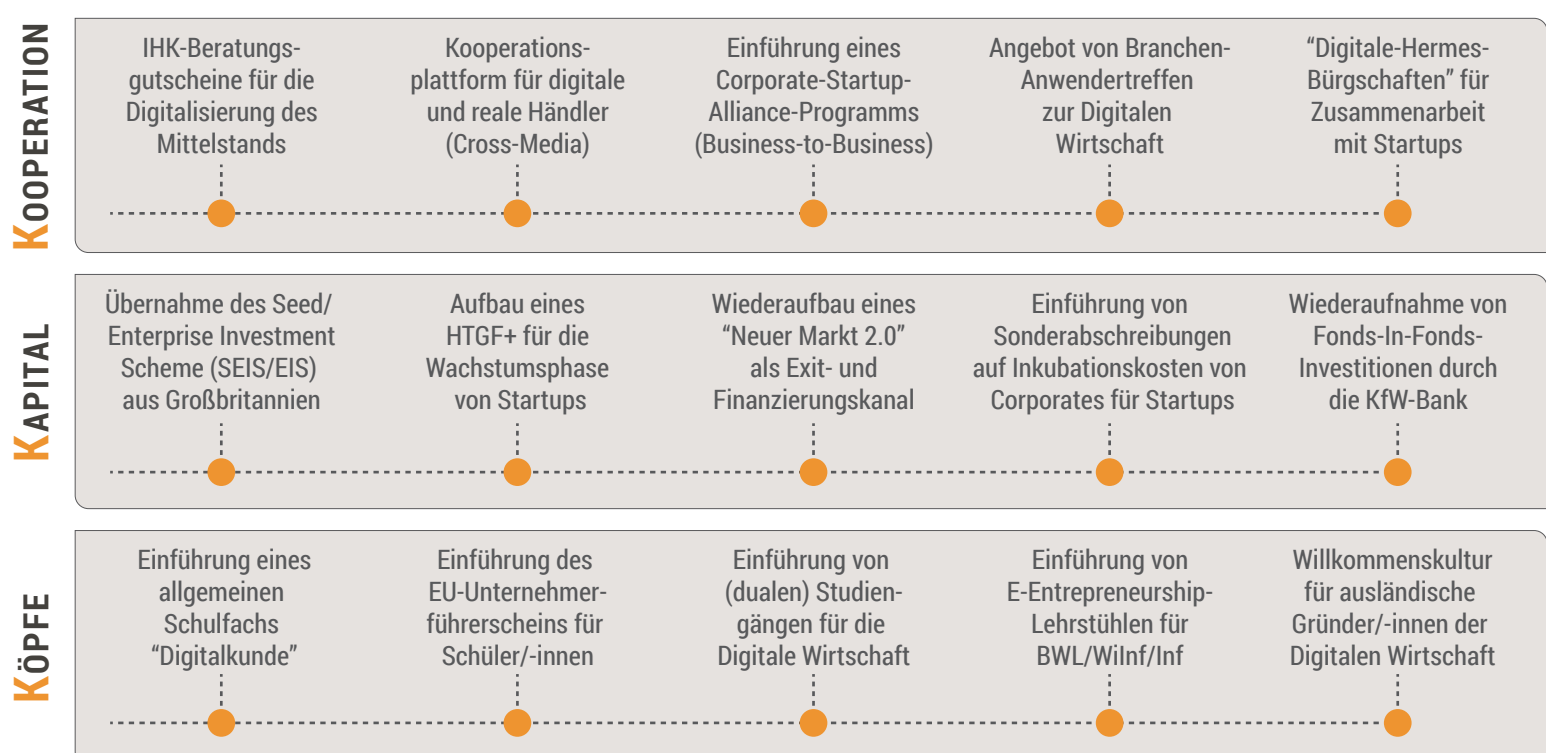 KOOPERATION
IHK-Beratungs-
gutscheine für die
Digitalisierung des
Mittelstands
Kooperations-
plattform für digitale
und reale Händler
(Cross-Media)
Einführung eines
Corporate-Startup-
Alliance-Programms
(Business-to-Business)
Angebot von Branchen-
Anwendertreffen
zur Digitalen
Wirtschaft
“Digitale-Hermes-
Bürgschaften” für
Zusammenarbeit
mit Startups
KAPITAL
Übernahme des Seed/
Enterprise Investment
Scheme (SEIS/EIS)
aus Großbritannien
Aufbau eines
HTGF+ für die
Wachstumsphase
von Startups
Wiederaufbau eines
“Neuer Markt 2.0”
als Exit- und
Finanzierungskanal
Einführung von
Sonderabschreibungen
auf Inkubationskosten von
Corporates für Startups
Wiederaufnahme von
Fonds-In-Fonds-
Investitionen durch
die KfW-Bank
KÖPFE
Einführung eines
allgemeinen
Schulfachs
“Digitalkunde”
Einführung des
EU-Unternehmer-
führerscheins für
Schüler/-innen
Einführung von
(dualen) Studien-
gängen für die
Digitale Wirtschaft
Einführung von
E-Entrepreneurship-
Lehrstühlen für
BWL/WiInf/Inf
Willkommenskultur
für ausländische
Gründer/-innen der
Digitalen Wirtschaft